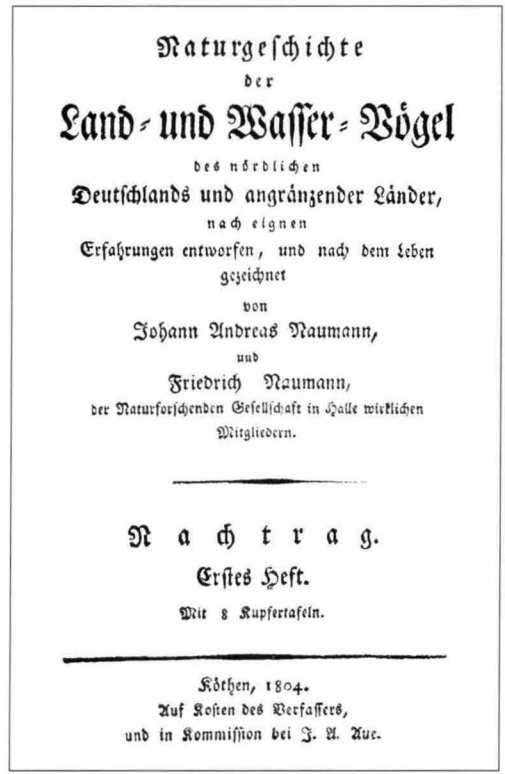 Naturgeschichte
der
Land- und Wasser-Vögel
des nördlichen
Deutschlands und angränzender Länder,
nach eignen
Erfahrungen entworfen, und nach dem Leben
gezeichnet
von
Johann Andreas Naumann,
und
Friedrich Naumann,
der Naturforschenden Gesellschaft in Halle wirklichen
Mitgliedern.
Nachtrag.
Erstes Heft.
Mit 8 Kupfertafeln.
Köthen, 1804.
Auf Kosten des Verfassers,
und in Kommission bei J. A. Aue.